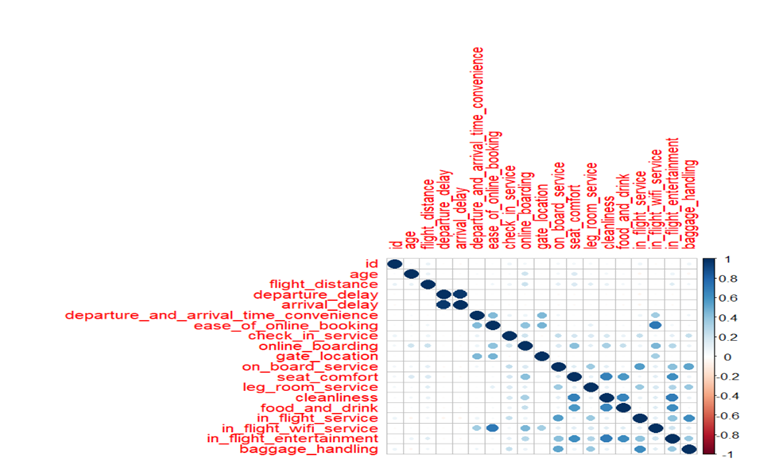 id
age
flight_distance
departure_delay
arrival_delay
departure_and_arrival_time_convenience
ease_of_online_booking
check_in_service
online_boarding
gate_location
on_board_service
seat_comfort
leg_room_service
cleanliness
food_and_drink
in_flight_service
in_flight_wifi_service
in_flight_entertainment
baggage_handling
id
age
flight_distance
departure_delay
arrival_delay
departure_and_arrival_time_convenience
ease_of_online_booking
check_in_service
online_boarding
gate_location
on_board_service
seat_comfort
leg_room_service
cleanliness
food_and_drink
in_flight_service
in_flight_wifi_service
in_flight_entertainment
baggage_handling
1
0.8
0.6
0.4
0.2
0
-0.2
-0.4
-0.6
-0.8
-1